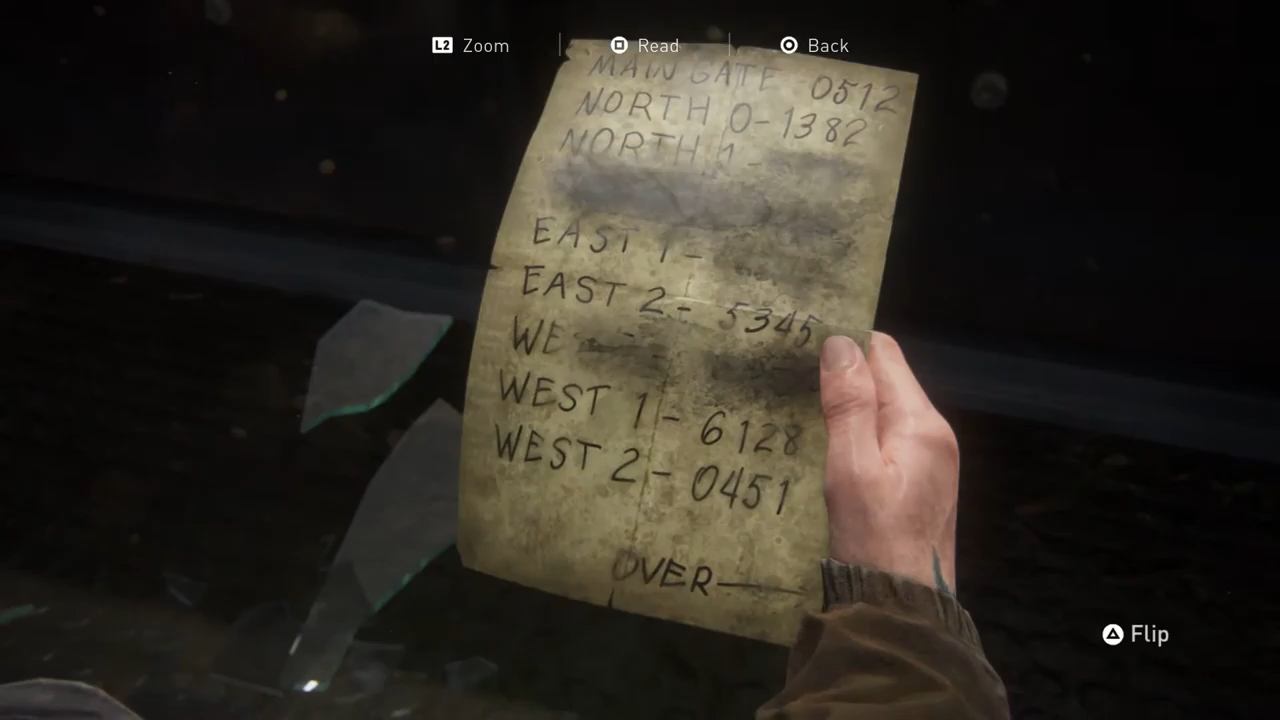 L2 Zoom Read Back
MAIN GATE 0512
NORTH 0-1382
NORTH 1-
EAST 1-
EAST 2- 5345
WE
WEST 1- 6128
WEST 2- 0451
OVER—
Flip